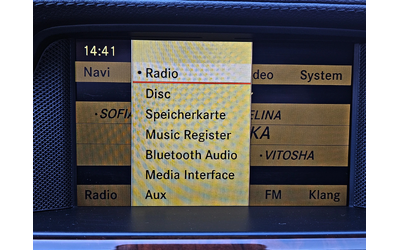 14:41
Navi
• Radio
deo
System
Disc
•SOFIA
Speicherkarte
ELINA
Music Register
KA
Bluetooth Audio
•VITOSHA
Media Interface
Radio
Aux
FM
Klang